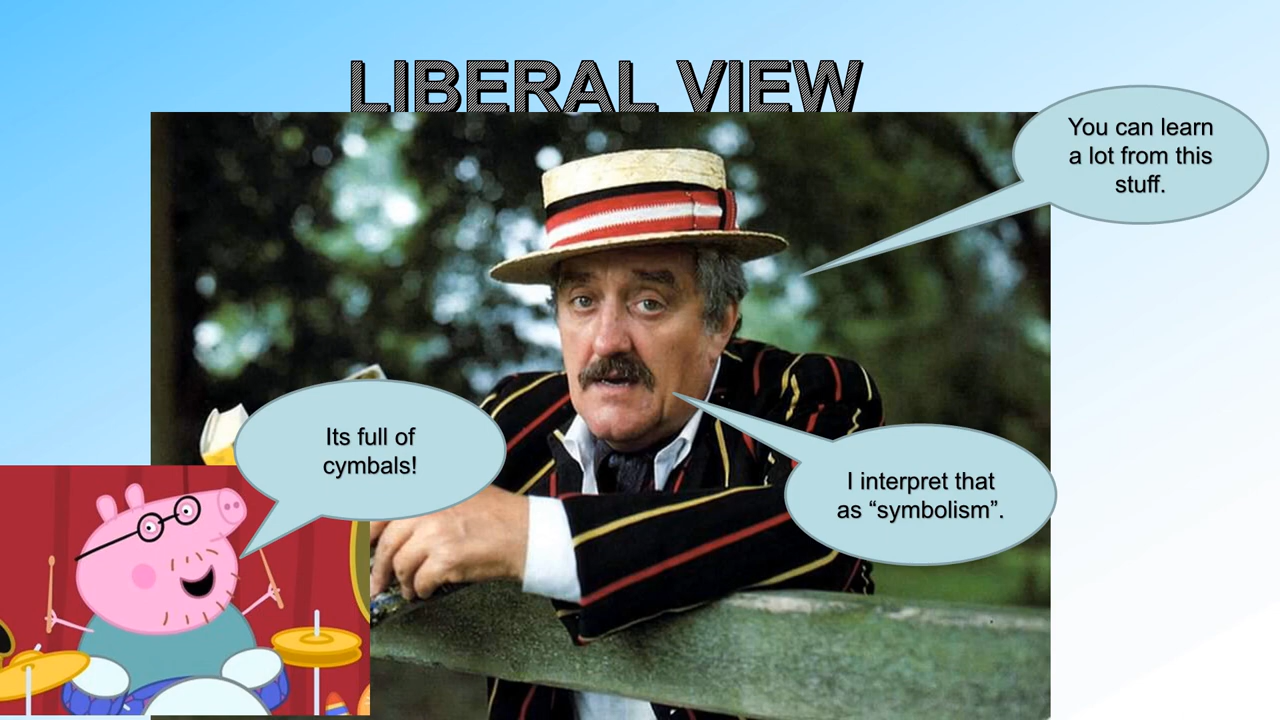 LIBERAL VIEW
You can learn
a lot from this
stuff.
Its full of
cymbals!
I interpret that
as “symbolism”.